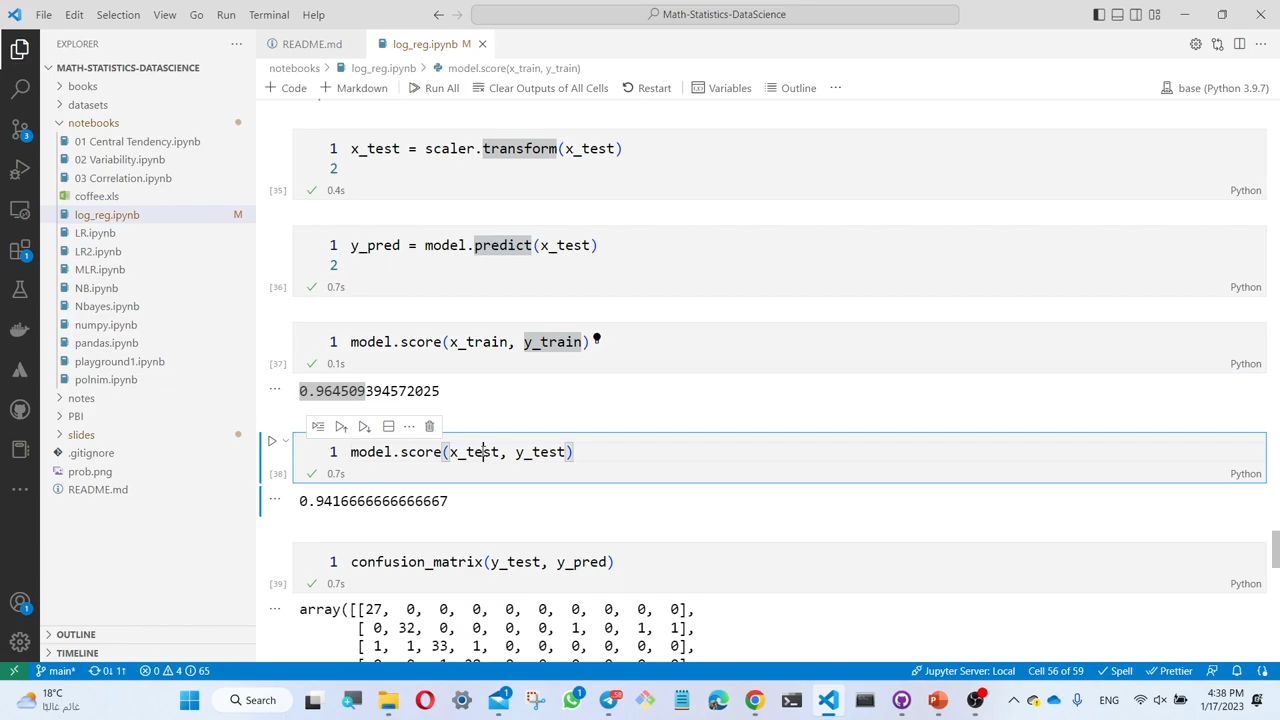 File Edit Selection View Go Run Terminal Help
Math-Statistics-DataScience
EXPLORER
README.md
log_reg.ipynb M
MATH-STATISTICS-DATASCIENCE
notebooks > log_reg.ipynb > model.score(x_train, y_train)
books
+ Code + Markdown Run All Clear Outputs of All Cells Restart Variables Outline ... base (Python 3.9.7)
datasets
notebooks
01 Central Tendency.ipynb
02 Variability.ipynb
03 Correlation.ipynb
coffee.xls
log_reg.ipynb M
LR.ipynb
LR2.ipynb
MLR.ipynb
NB.ipynb
Nbayes.ipynb
numpy.ipynb
pandas.ipynb
playground1.ipynb
polnim.ipynb
notes
PBI
slides
.gitignore
prob.png
README.md
OUTLINE
TIMELINE
1 x_test = scaler.transform(x_test)
2
[35] 0.4s Python
1 y_pred = model.predict(x_test)
2
[36] 0.7s Python
1 model.score(x_train, y_train)
[37] 0.1s Python
... 0.964509394572025
1 model.score(x_test, y_test)
[38] 0.7s Python
... 0.9416666666666667
1 confusion_matrix(y_test, y_pred)
[39] 0.7s Python
... array([[27, 0, 0, 0, 0, 0, 0, 0, 0, 0],
[ 0, 32, 0, 0, 0, 0, 1, 0, 1, 1],
[ 1, 1, 33, 1, 0, 0, 0, 0, 0, 0],
main* 0↓ 1↑ 0 4 65 Jupyter Server: Local Cell 56 of 59 Spell Prettier
18°C
غائم غالبًا
Search
4:38 PM
1/17/2023